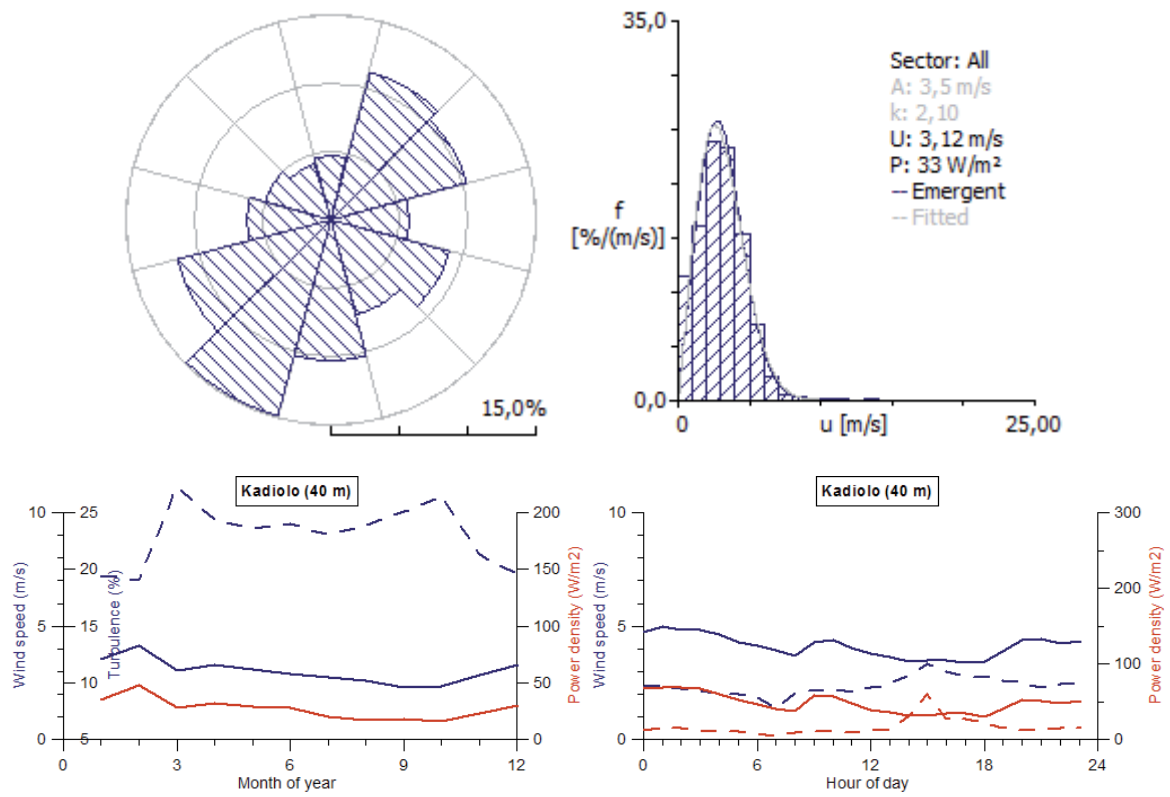 15,0%
35,0
f
[%/(m/s)]
0,0
0
u [m/s]
25,00
Sector: All
A: 3,5 m/s
k: 2,10
U: 3,12 m/s
P: 33 W/m²
Emergent
Fitted
Kadiolo (40 m)
10
5
0
Wind speed (m/s)
25
20
15
10
5
Turbulence (%)
200
150
100
50
0
Power density (W/m2)
0
3
6
9
12
Month of year
Kadiolo (40 m)
10
5
0
Wind speed (m/s)
300
200
100
0
Power density (W/m2)
0
6
12
18
24
Hour of day